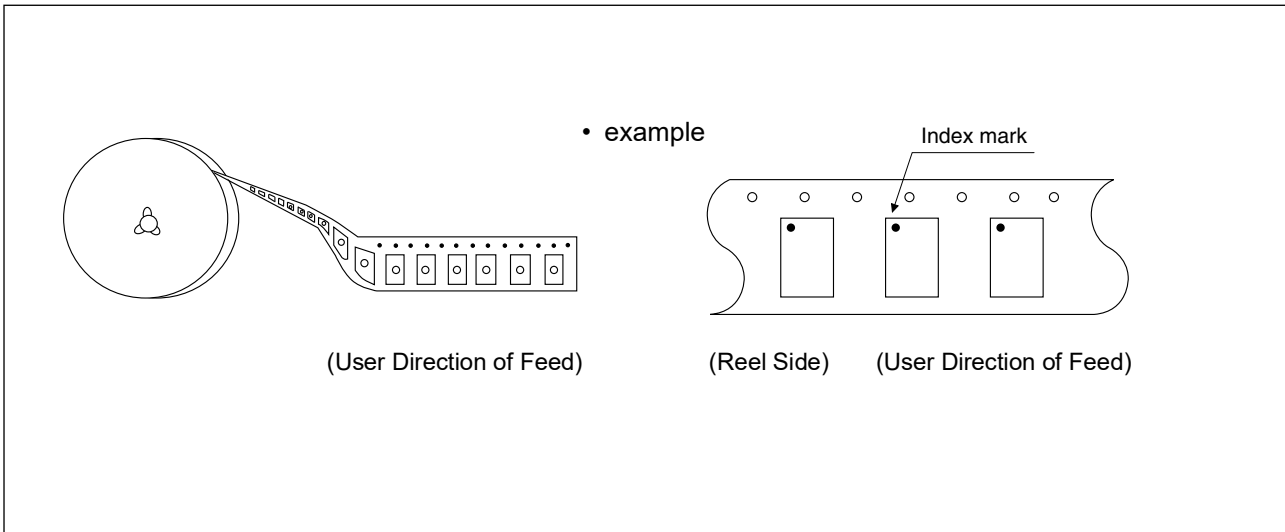 • example
Index mark
(User Direction of Feed)
(Reel Side)
(User Direction of Feed)